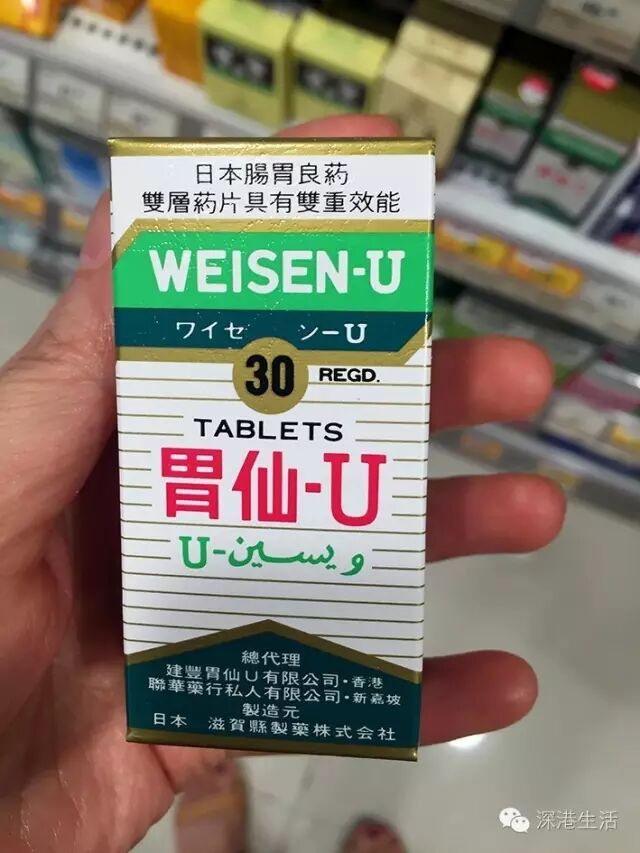 日本腸胃良葯
雙層葯片具有雙重效能
WEISEN-U
ワイセ ンーU
30 REGD.
TABLETS
胃仙-U
ويسين-U
總代理
建豐胃仙U有限公司·香港
聯華藥行私人有限公司·新嘉坡
製造元
日本 滋賀縣製藥株式会社
深港生活